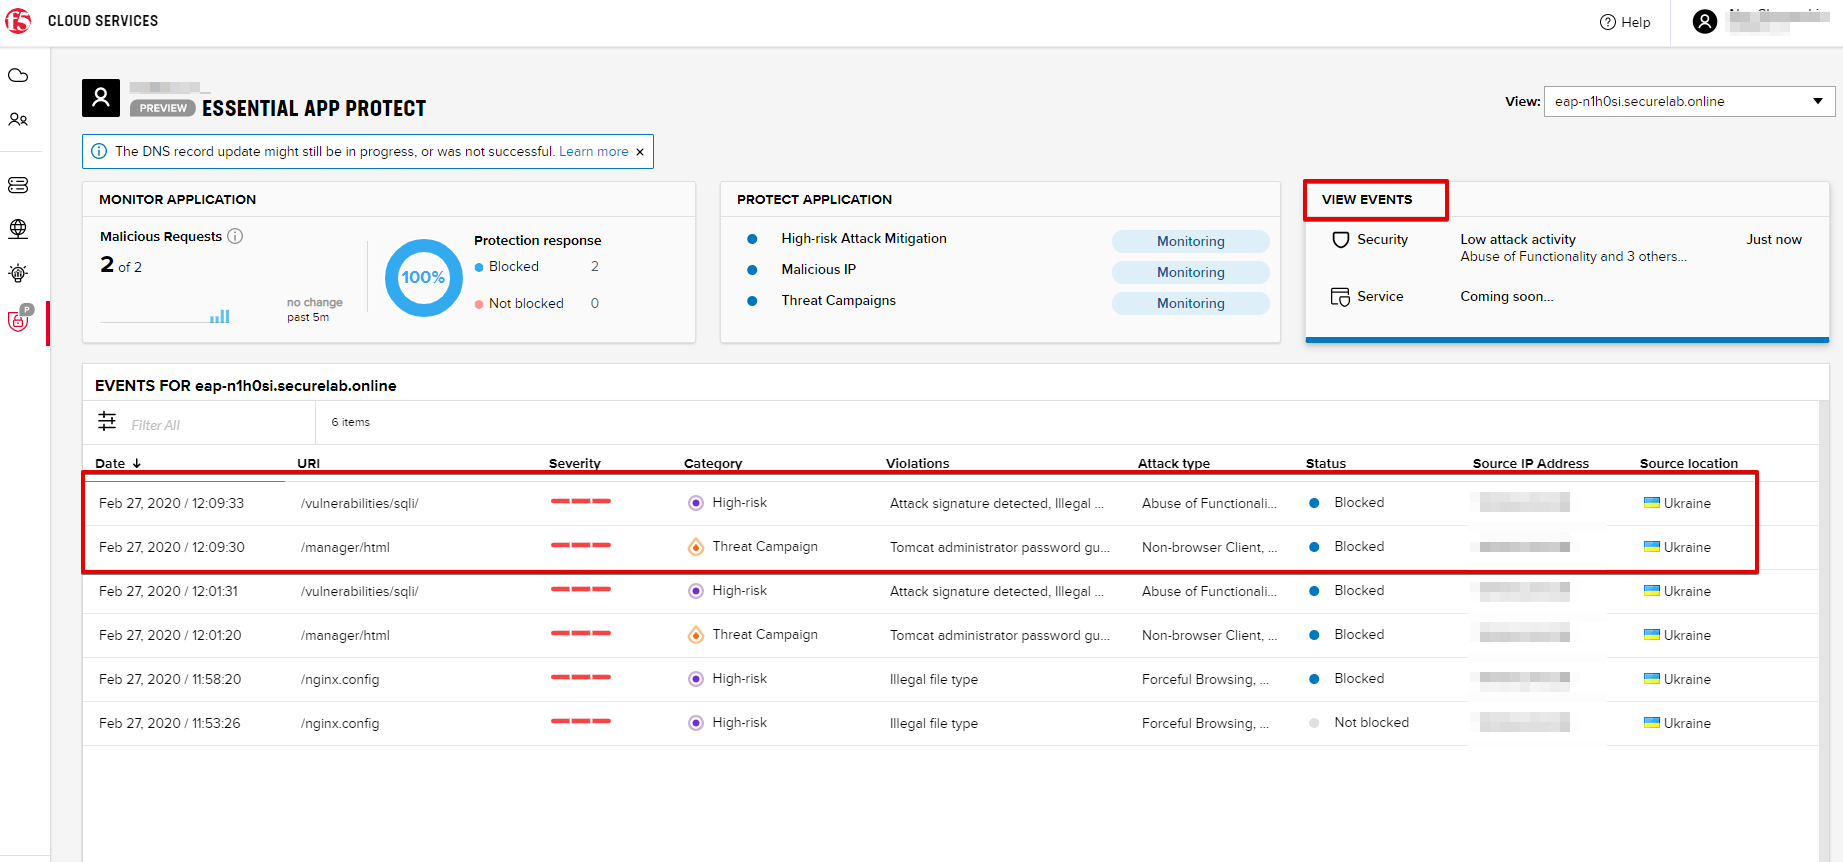 f5 CLOUD SERVICES
Help
PREVIEW ESSENTIAL APP PROTECT
View: eap-n1h0si.securelab.online
The DNS record update might still be in progress, or was not successful. Learn more ×
MONITOR APPLICATION
Malicious Requests
2 of 2
no change
past 5m
100%
Protection response
Blocked 2
Not blocked 0
PROTECT APPLICATION
High-risk Attack Mitigation Monitoring
Malicious IP Monitoring
Threat Campaigns Monitoring
VIEW EVENTS
Security Low attack activity Just now
Abuse of Functionality and 3 others...
Service Coming soon...
P
EVENTS FOR eap-n1h0si.securelab.online
Filter All 6 items
Date URI Severity Category Violations Attack type Status Source IP Address Source location
Feb 27, 2020 / 12:09:33 /vulnerabilities/sqli/ High-risk Attack signature detected, Illegal ... Abuse of Functionali... Blocked Ukraine
Feb 27, 2020 / 12:09:30 /manager/html Threat Campaign Tomcat administrator password gu... Non-browser Client, ... Blocked Ukraine
Feb 27, 2020 / 12:01:31 /vulnerabilities/sqli/ High-risk Attack signature detected, Illegal ... Abuse of Functionali... Blocked Ukraine
Feb 27, 2020 / 12:01:20 /manager/html Threat Campaign Tomcat administrator password gu... Non-browser Client, ... Blocked Ukraine
Feb 27, 2020 / 11:58:20 /nginx.config High-risk Illegal file type Forceful Browsing, ... Blocked Ukraine
Feb 27, 2020 / 11:53:26 /nginx.config High-risk Illegal file type Forceful Browsing, ... Not blocked Ukraine